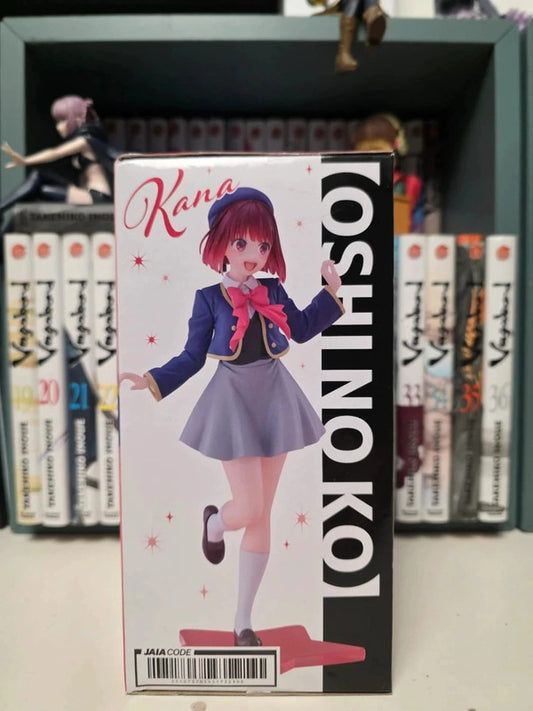 Kana
【OSHI NO KO】
JAIA CODE
TAKEHIKO INOUE
Vagabond
19
TAKEHIKO INOUE
Vagabond
20
TAKEHIKO INOUE
Vagabond
21
TAKEHIKO INOUE
Vagabond
22
Vagabond
33
TAKEHIKO INOUE
Vagabond
34
TAKEHIKO INOUE
Vagabond
35
TAKEHIKO INOUE
Vagabond
36
TAKEHIKO INOUE